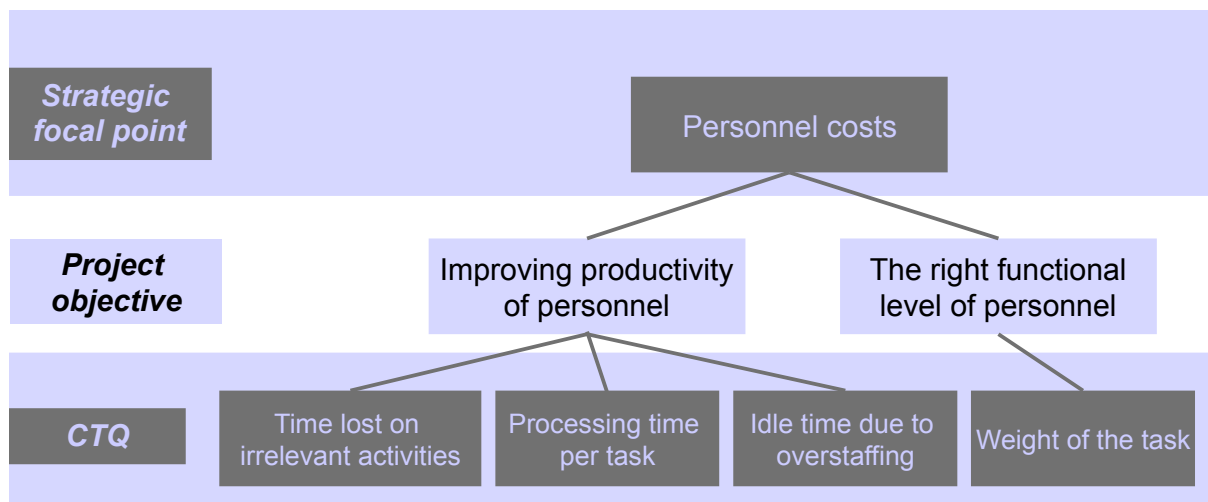 Strategic
focal point
Personnel costs
Project
objective
Improving productivity
of personnel
The right functional
level of personnel
CTQ
Time lost on
irrelevant activities
Processing time
per task
Idle time due to
overstaffing
Weight of the task